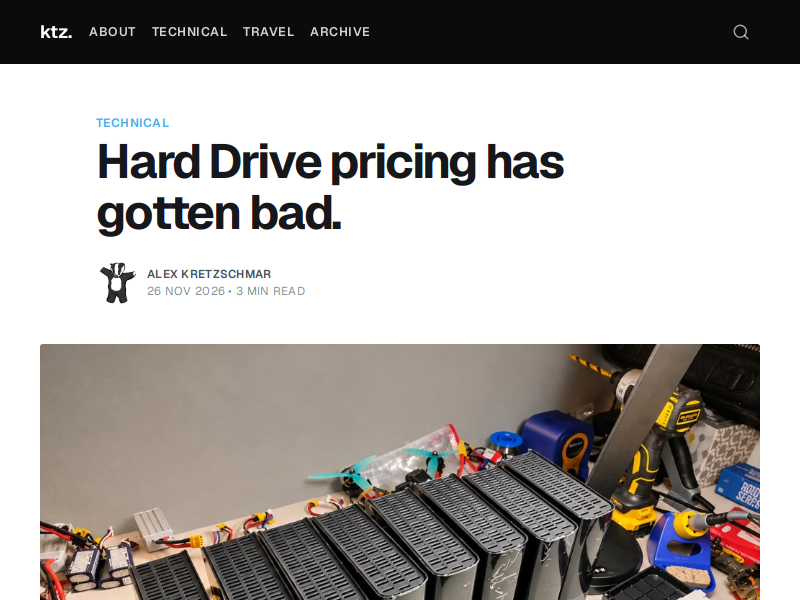 ktz. ABOUT TECHNICAL TRAVEL ARCHIVE
TECHNICAL
Hard Drive pricing has
gotten bad.
ALEX KRETZSCHMAR
26 NOV 2026 • 3 MIN READ